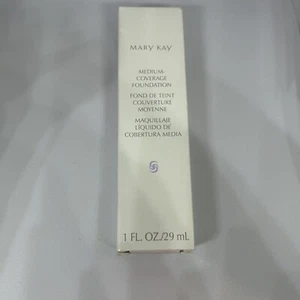 MARY KAY
MEDIUM-
COVERAGE
FOUNDATION
FOND DE TEINT
COUVERTURE
MOYENNE
MAQUILLAJE
LÍQUIDO DE
COBERTURA MEDIA
1 FL. OZ./29 mL